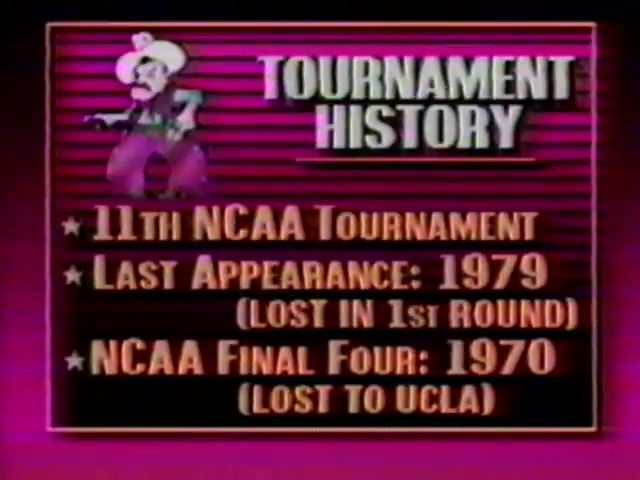 TOURNAMENT
HISTORY
★ 11TH NCAA TOURNAMENT
★ LAST APPEARANCE: 1979
(LOST IN 1ST ROUND)
★ NCAA FINAL FOUR: 1970
(LOST TO UCLA)